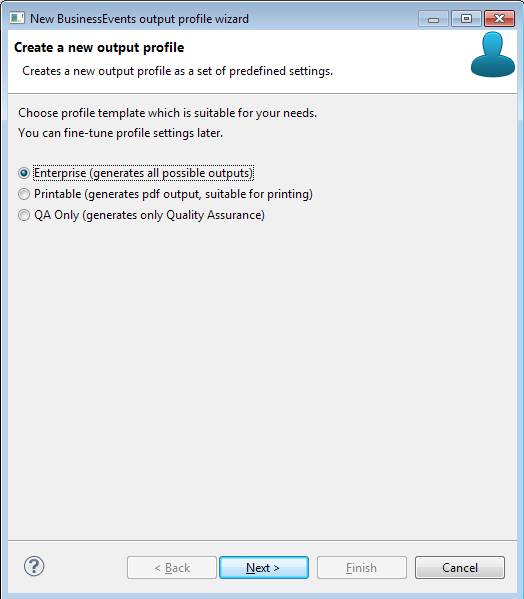 New BusinessEvents output profile wizard
Create a new output profile
Creates a new output profile as a set of predefined settings.
Choose profile template which is suitable for your needs.
You can fine-tune profile settings later.
Enterprise (generates all possible outputs)
Printable (generates pdf output, suitable for printing)
QA Only (generates only Quality Assurance)
? < Back Next > Finish Cancel